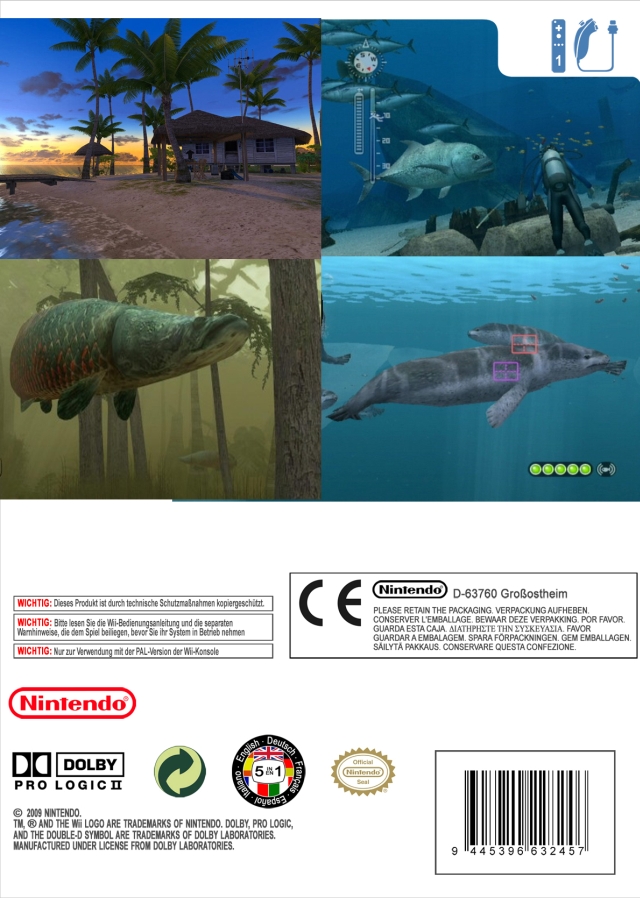 1
10
20
30
WICHTIG: Dieses Produkt ist durch technische Schutzmaßnahmen kopiergeschützt.
WICHTIG: Bitte lesen Sie die Wii-Bedienungsanleitung und die separaten
Warnhinweise, die dem Spiel beiliegen, bevor Sie ihr System in Betrieb nehmen
WICHTIG: Nur zur Verwendung mit der PAL-Version der Wii-Konsole
CE
Nintendo® D-63760 Großostheim
PLEASE RETAIN THE PACKAGING. VERPACKUNG AUFHEBEN.
CONSERVER L'EMBALLAGE. BEWAAR DEZE VERPAKKING. POR FAVOR.
GUARDA ESTA CAJA. ΔΙΑΤΗΡΗΣΤΕ ΤΗΝ ΣΥΣΚΕΥΑΣΙΑ. FAVOR
GUARDAR A EMBALAGEM. SPARA FÖRPACKNINGEN. GEM EMBALLAGEN.
SÄILYTÄ PAKKAUS. CONSERVARE QUESTA CONFEZIONE.
Nintendo®
DOLBY
PRO LOGIC II
English · Deutsch · Français · Español · Italiano
5 IN EN 1
Official
Nintendo
Seal
© 2009 NINTENDO.
TM, ® AND THE Wii LOGO ARE TRADEMARKS OF NINTENDO. DOLBY, PRO LOGIC,
AND THE DOUBLE-D SYMBOL ARE TRADEMARKS OF DOLBY LABORATORIES.
MANUFACTURED UNDER LICENSE FROM DOLBY LABORATORIES.
9 445396 632457